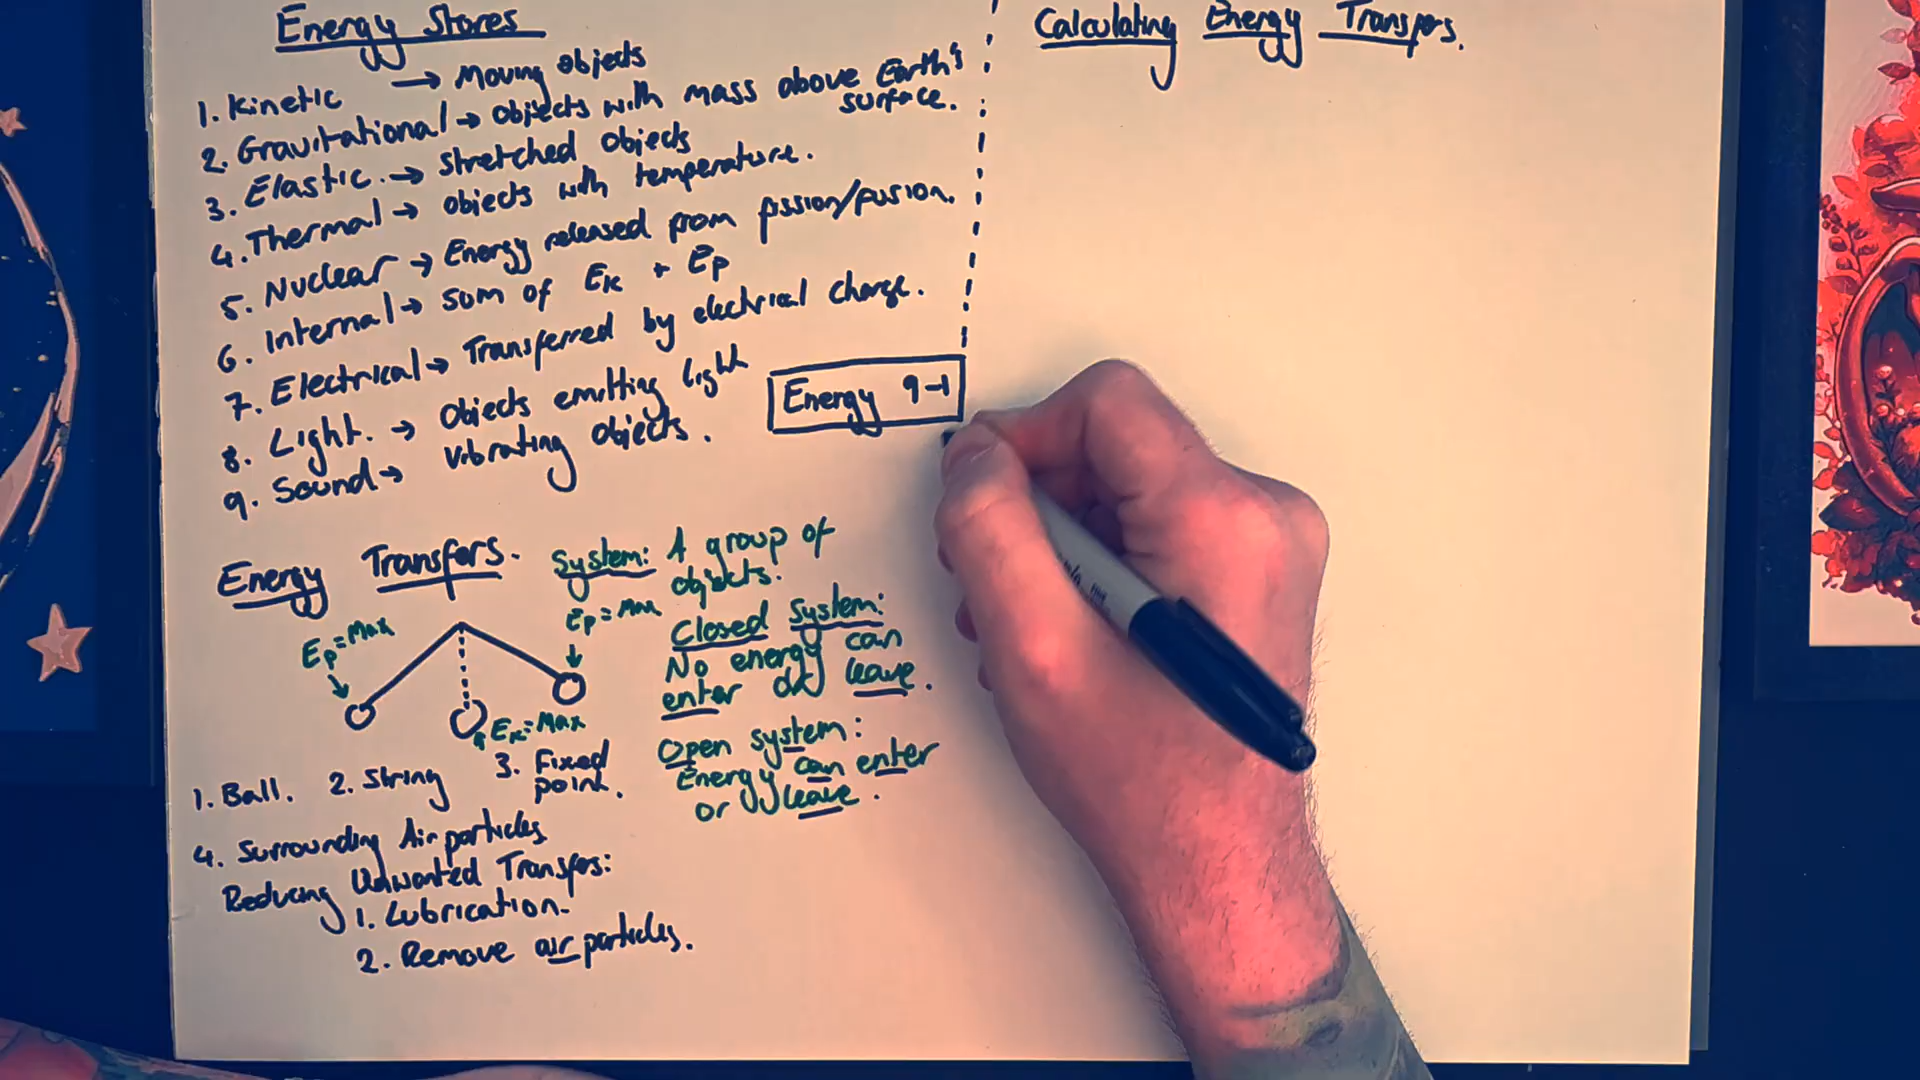 Energy Stores
1. Kinetic → Moving objects
2. Gravitational → objects with mass above Earth's
surface.
3. Elastic. → Stretched objects
4. Thermal → objects with temperature.
5. Nuclear → Energy released from fission/fusion.
6. Internal → Sum of EK + EP
7. Electrical → Transferred by electrical charge.
8. Light. → Objects emitting light
9. Sound → vibrating objects.
Energy 9-1
Energy Transfers.
System: A group of
objects.
EP = Max
EP = Max
EK = Max
Closed System:
No energy can
enter or leave.
Open system:
Energy can enter
or leave.
1. Ball. 2. String 3. Fixed
point.
4. Surrounding Air particles
Reducing Unwanted Transfers:
1. Lubrication.
2. Remove air particles.
Calculating Energy Transfers.